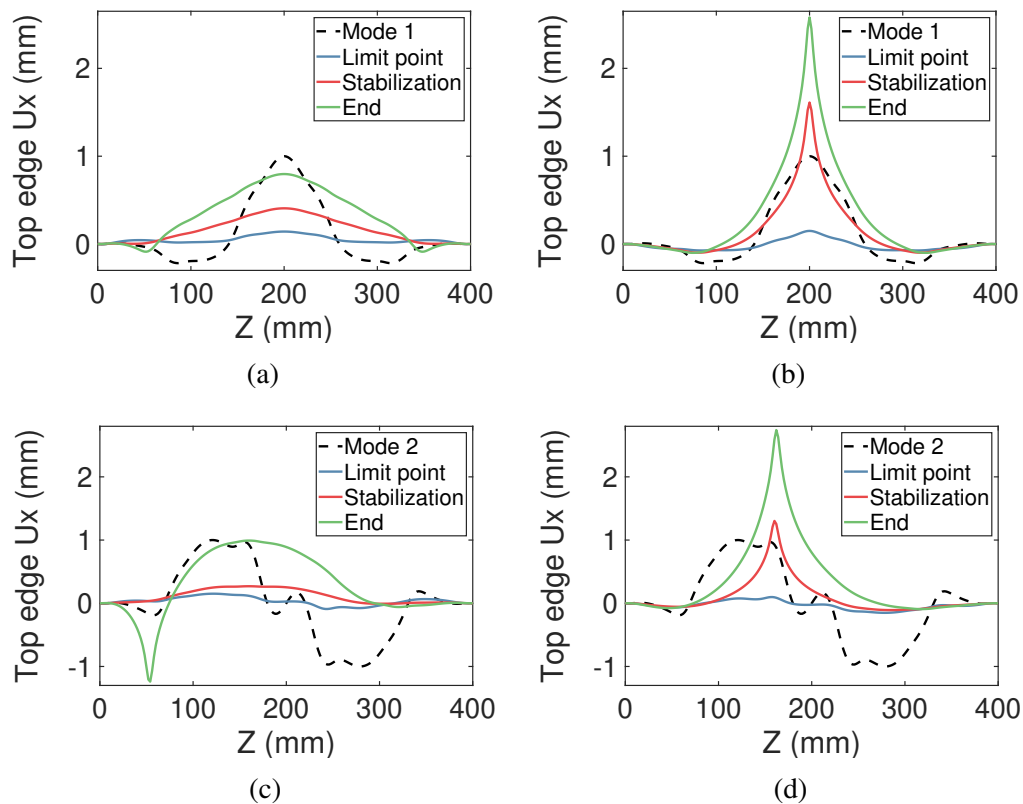 Top edge Ux (mm)
2
1
0
Mode 1
Limit point
Stabilization
End
0 100 200 300 400
Z (mm)
(a)
Top edge Ux (mm)
2
1
0
Mode 1
Limit point
Stabilization
End
0 100 200 300 400
Z (mm)
(b)
Top edge Ux (mm)
2
1
0
-1
Mode 2
Limit point
Stabilization
End
0 100 200 300 400
Z (mm)
(c)
Top edge Ux (mm)
2
1
0
-1
Mode 2
Limit point
Stabilization
End
0 100 200 300 400
Z (mm)
(d)